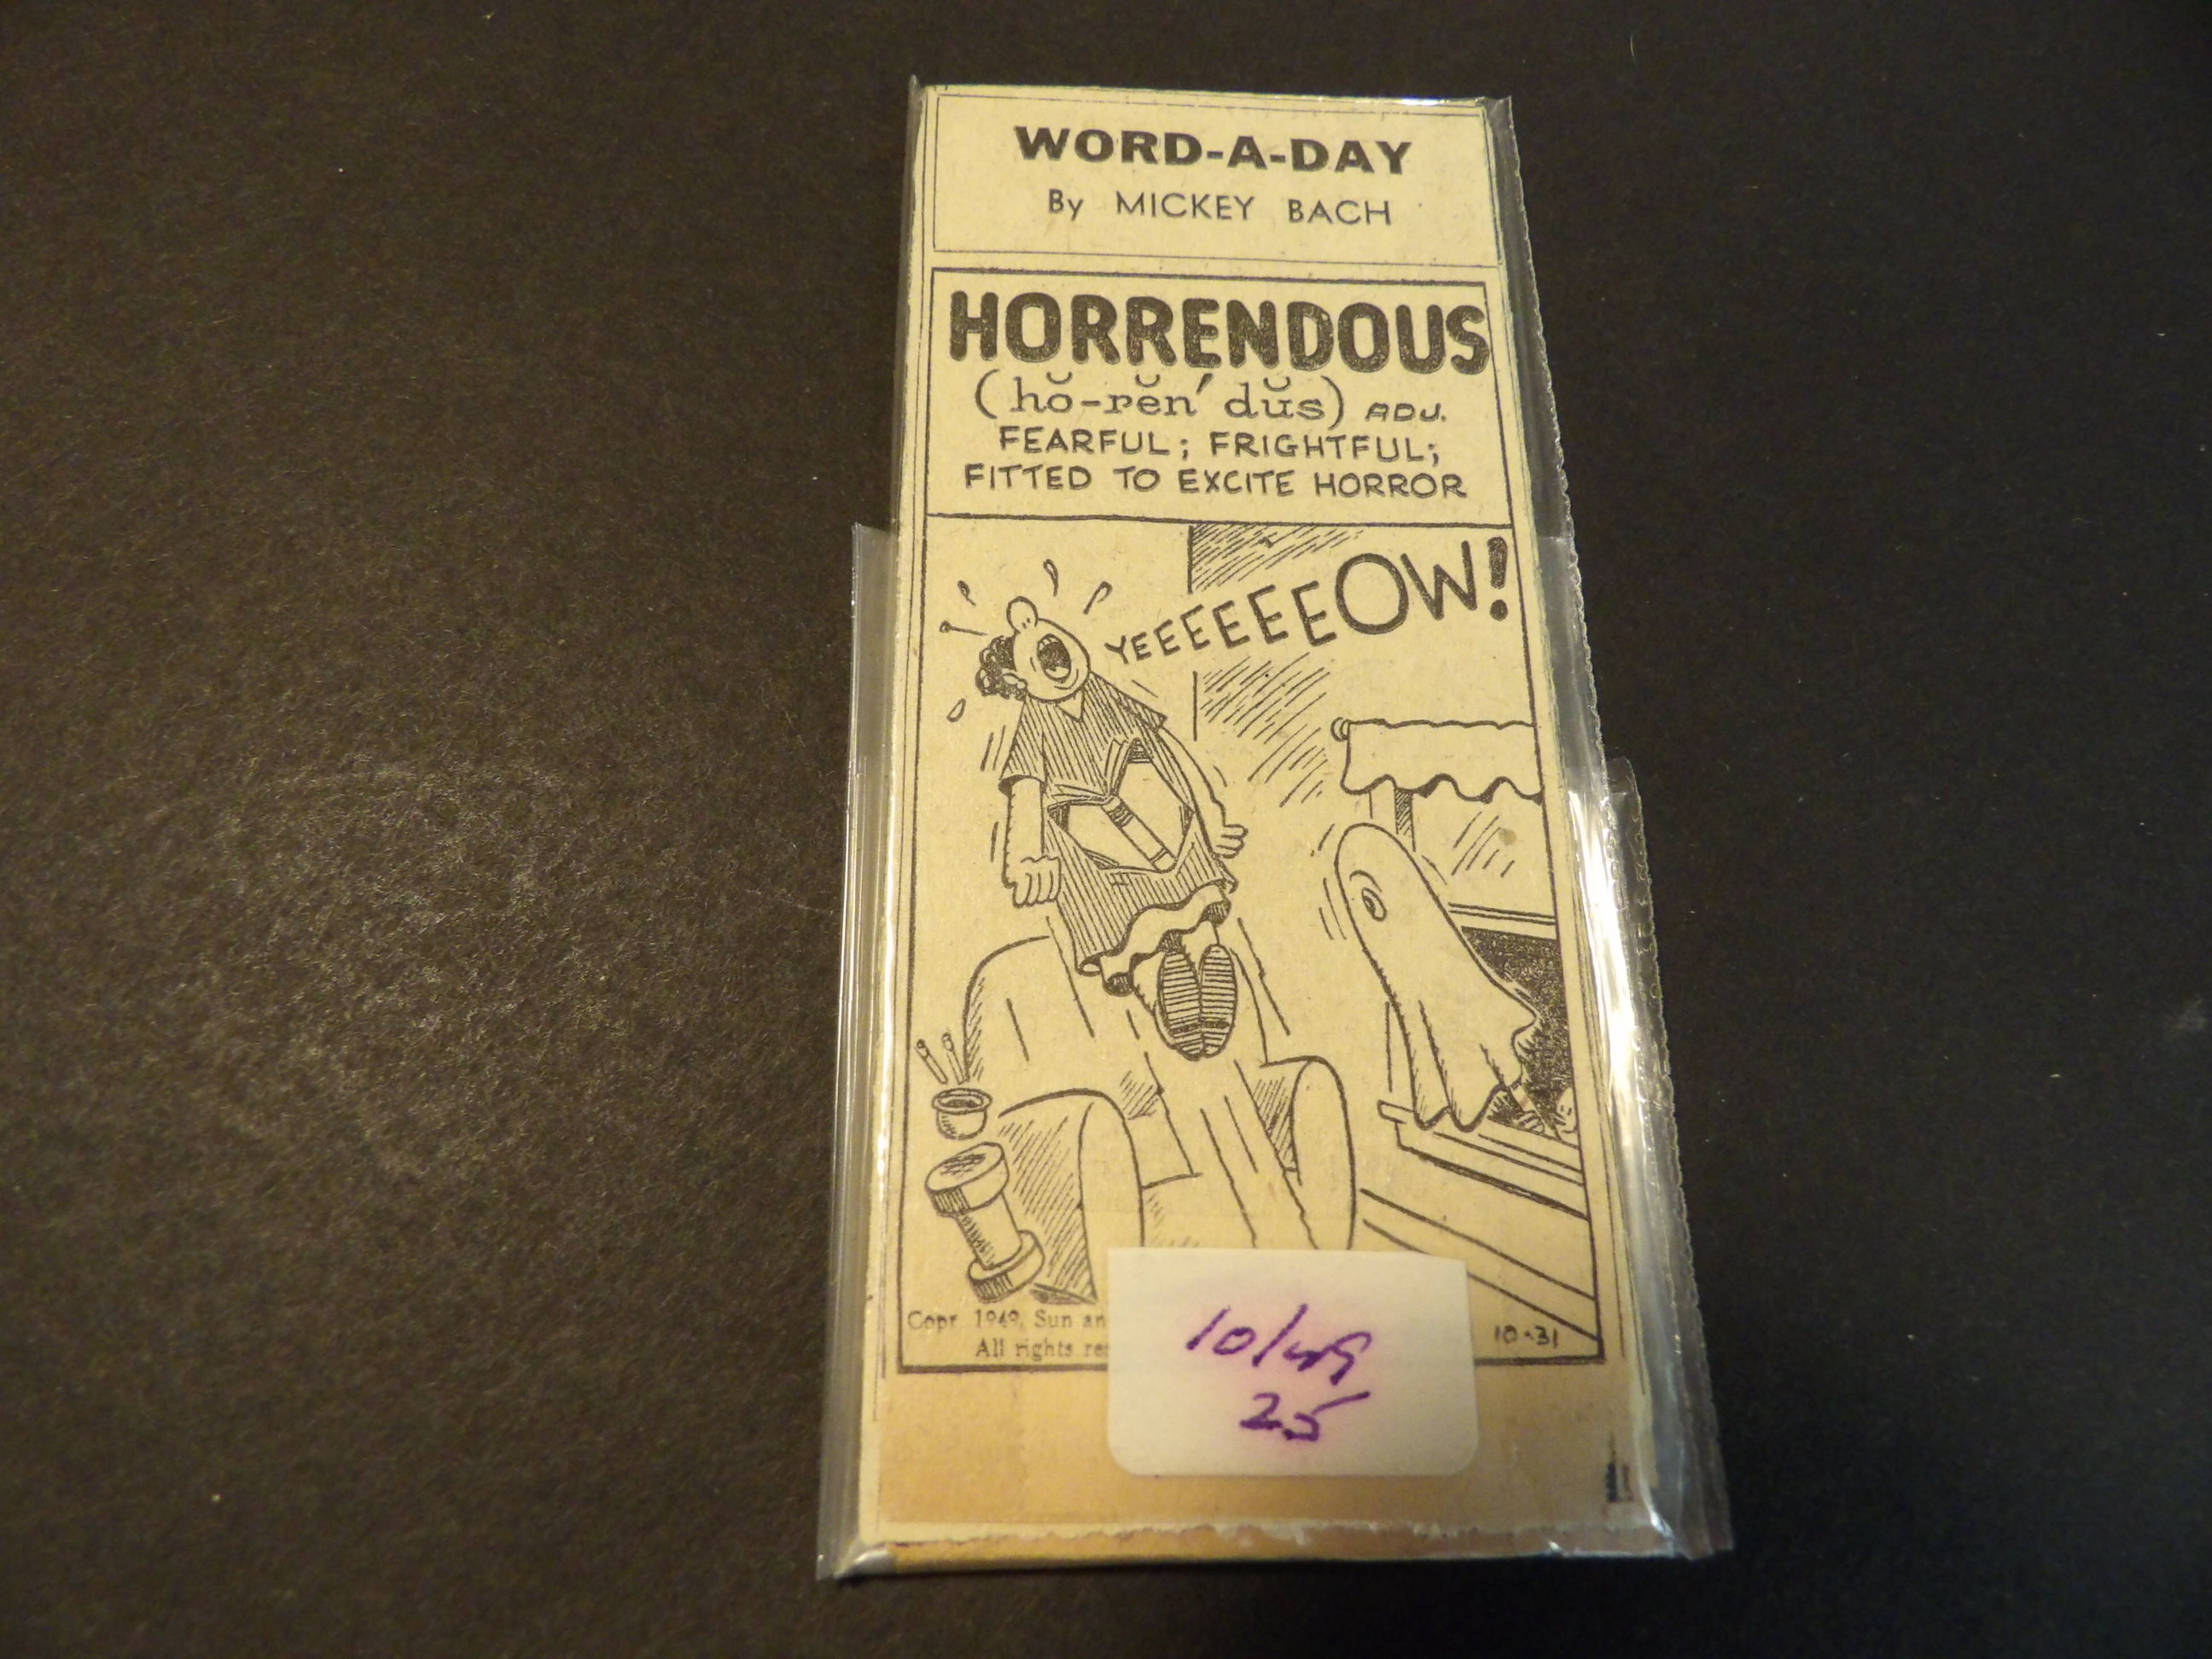 WORD-A-DAY
By MICKEY BACH
HORRENDOUS
(hŏ-rĕn′dŭs) ADJ.
FEARFUL; FRIGHTFUL;
FITTED TO EXCITE HORROR
YEEEEEEOW!
Copr. 1949, Sun an
All rights re
10-31
10/49
25